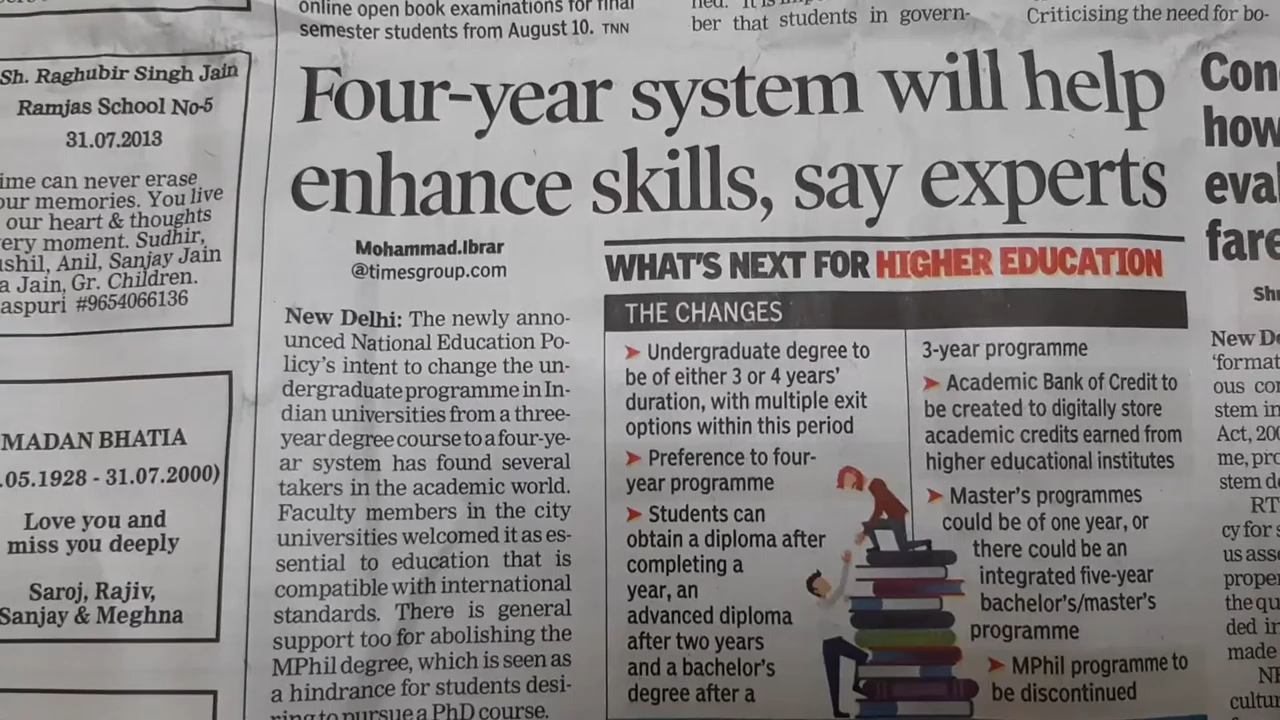 online open book examinations for final
semester students from August 10. TNN
ber that students in govern-
Criticising the need for bo-
Sh. Raghubir Singh Jain
Ramjas School No-5
31.07.2013
ime can never erase
our memories. You live
our heart & thoughts
ery moment. Sudhir,
ushil, Anil, Sanjay Jain
a Jain, Gr. Children.
aspuri #9654066136
MADAN BHATIA
.05.1928 - 31.07.2000)
Love you and
miss you deeply
Saroj, Rajiv,
Sanjay & Meghna
Four-year system will help
enhance skills, say experts
Mohammad.Ibrar
@timesgroup.com
New Delhi: The newly anno-
unced National Education Po-
licy's intent to change the un-
dergraduate programme in In-
dian universities from a three-
year degree course to a four-ye-
ar system has found several
takers in the academic world.
Faculty members in the city
universities welcomed it as es-
sential to education that is
compatible with international
standards. There is general
support too for abolishing the
MPhil degree, which is seen as
a hindrance for students desi-
ring to pursue a PhD course.
WHAT'S NEXT FOR HIGHER EDUCATION
THE CHANGES
➤ Undergraduate degree to
be of either 3 or 4 years'
duration, with multiple exit
options within this period
➤ Preference to four-
year programme
➤ Students can
obtain a diploma after
completing a
year, an
advanced diploma
after two years
and a bachelor's
degree after a
3-year programme
➤ Academic Bank of Credit to
be created to digitally store
academic credits earned from
higher educational institutes
➤ Master's programmes
could be of one year, or
there could be an
integrated five-year
bachelor's/master's
programme
➤ MPhil programme to
be discontinued
Con
how
eval
fare
Shr
New De
'format
ous con
stem in
Act, 200
me, pro
stem de
RT
cy for s
us asse
proper
the qu
ded in
made
NE
cultur